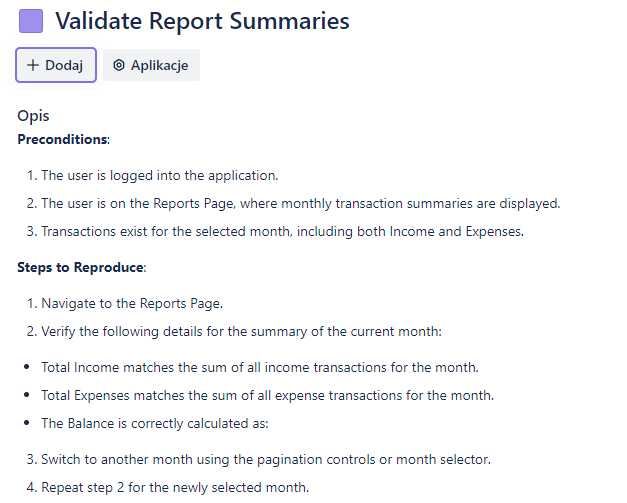 Validate Report Summaries
+ Dodaj
Aplikacje
Opis
Preconditions:
1. The user is logged into the application.
2. The user is on the Reports Page, where monthly transaction summaries are displayed.
3. Transactions exist for the selected month, including both Income and Expenses.
Steps to Reproduce:
1. Navigate to the Reports Page.
2. Verify the following details for the summary of the current month:
• Total Income matches the sum of all income transactions for the month.
• Total Expenses matches the sum of all expense transactions for the month.
• The Balance is correctly calculated as:
3. Switch to another month using the pagination controls or month selector.
4. Repeat step 2 for the newly selected month.